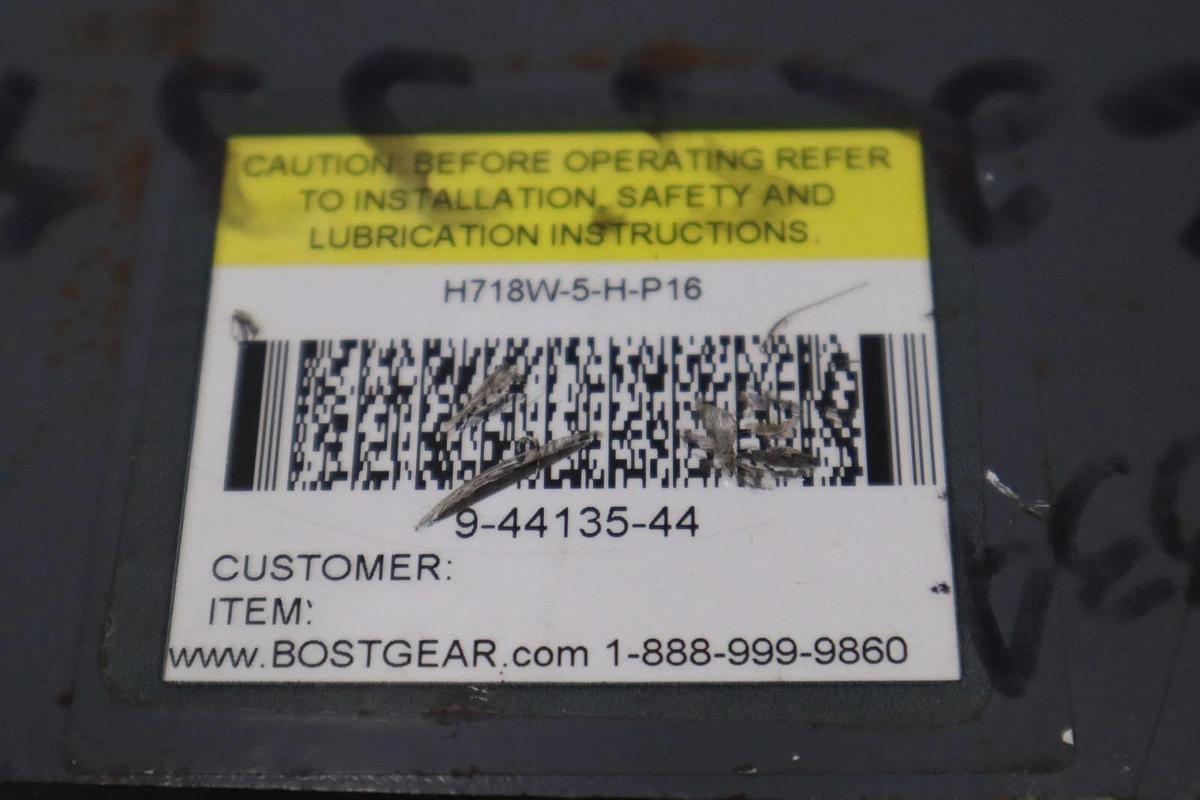 CAUTION: BEFORE OPERATING REFER
TO INSTALLATION, SAFETY AND
LUBRICATION INSTRUCTIONS.
H718W-5-H-P16
9-44135-44
CUSTOMER:
ITEM:
www.BOSTGEAR.com 1-888-999-9860